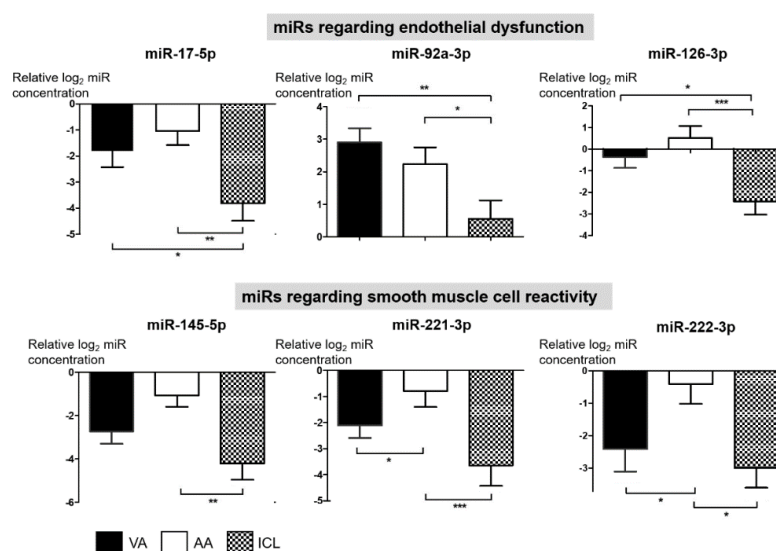 miRs regarding endothelial dysfunction
miR-17-5p
miR-92a-3p
miR-126-3p
Relative log₂ miR
concentration
0
-1
-2
-3
-4
-5
**
*
Relative log₂ miR
concentration
4
3
2
1
0
**
*
Relative log₂ miR
concentration
2
1
0
-1
-2
-3
-4
*
***
miRs regarding smooth muscle cell reactivity
miR-145-5p
miR-221-3p
miR-222-3p
Relative log₂ miR
concentration
0
-2
-4
-6
**
Relative log₂ miR
concentration
0
-1
-2
-3
-4
-5
*
***
Relative log₂ miR
concentration
0
-1
-2
-3
*
*
VA AA ICL